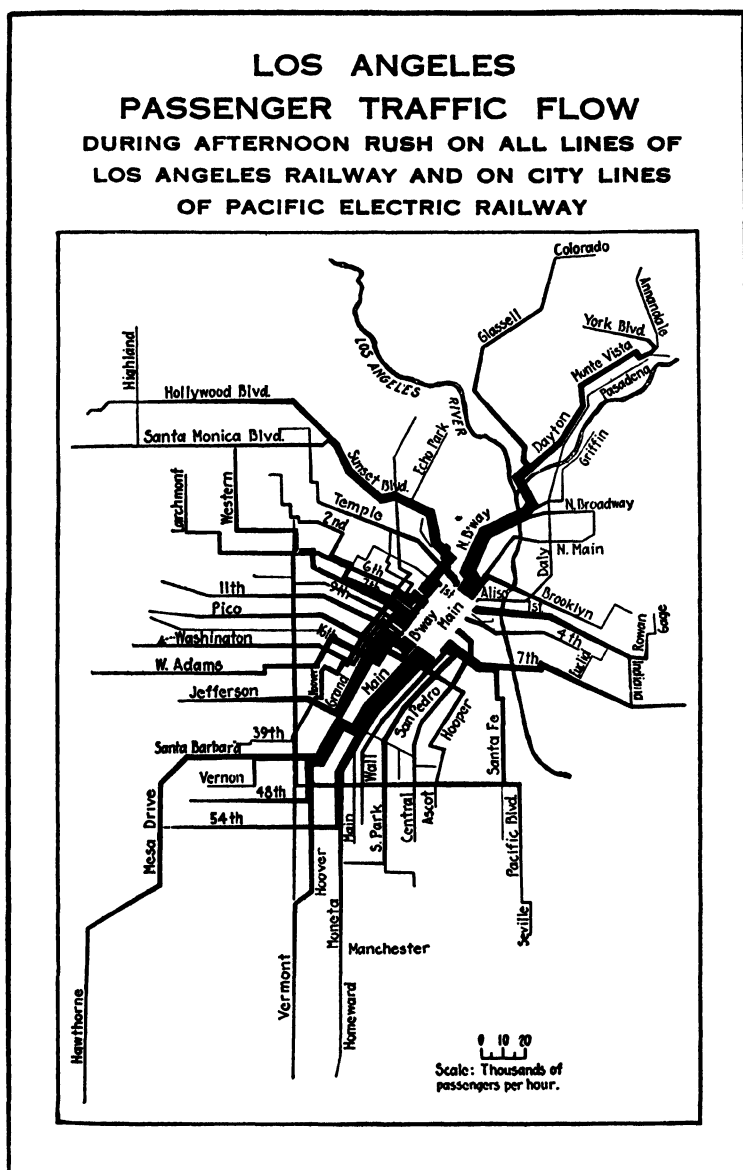 LOS ANGELES
PASSENGER TRAFFIC FLOW
DURING AFTERNOON RUSH ON ALL LINES OF
LOS ANGELES RAILWAY AND ON CITY LINES
OF PACIFIC ELECTRIC RAILWAY
Colorado
Annandale
York Blvd.
Glassell
Monte Vista
Pasadena
LOS ANGELES
RIVER
Highland
Hollywood Blvd.
Dayton
Griffin
Santa Monica Blvd.
Echo Park
Sunset Blvd.
Larchmont
Western
Temple
2nd
N. B'way
N. Broadway
N. Main
Daly
6th
7th
9th
11th
1st
Aliso
1st
Brooklyn
Pico
16th
B'way
Main
4th
Rowan
Gage
Washington
W. Adams
Grand
Main
7th
Euclid
Indiana
Jefferson
San Pedro
Hooper
39th
Santa Barbara
Santa Fe
Vernon
Wall
48th
54th
Mesa Drive
Main
S. Park
Central
Ascot
Pacific Blvd.
Hoover
Moneta
Seville
Manchester
Vermont
Homeward
Hawthorne
0 10 20
Scale: Thousands of
passengers per hour.